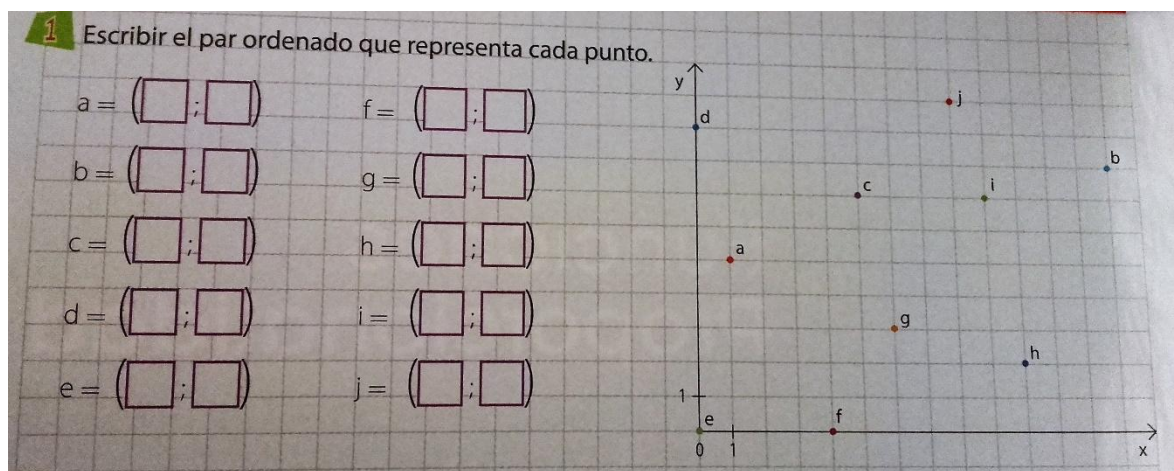 1 Escribir el par ordenado que representa cada punto.
a = ( ; )
b = ( ; )
c = ( ; )
d = ( ; )
e = ( ; )
f = ( ; )
g = ( ; )
h = ( ; )
i = ( ; )
j = ( ; )
y
j
d
b
c
i
a
g
h
1
e
f
0 1
x